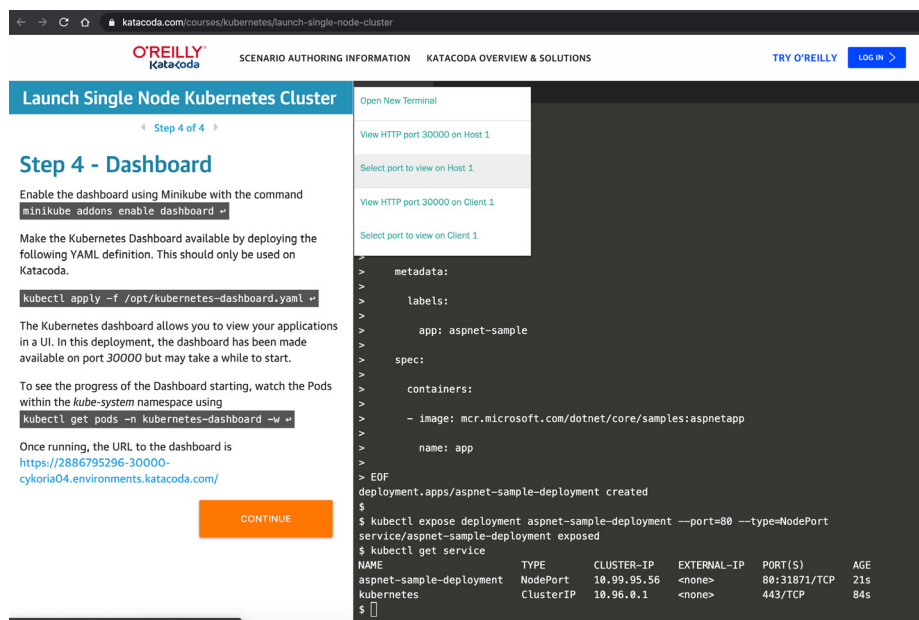 katacoda.com/courses/kubernetes/launch-single-node-cluster
O'REILLY®
Katacoda
SCENARIO AUTHORING INFORMATION
KATACODA OVERVIEW & SOLUTIONS
TRY O'REILLY
LOG IN
Launch Single Node Kubernetes Cluster
Step 4 of 4
Step 4 - Dashboard
Enable the dashboard using Minikube with the command
minikube addons enable dashboard ↵
Make the Kubernetes Dashboard available by deploying the
following YAML definition. This should only be used on
Katacoda.
kubectl apply -f /opt/kubernetes-dashboard.yaml ↵
The Kubernetes dashboard allows you to view your applications
in a UI. In this deployment, the dashboard has been made
available on port 30000 but may take a while to start.
To see the progress of the Dashboard starting, watch the Pods
within the kube-system namespace using
kubectl get pods -n kubernetes-dashboard -w ↵
Once running, the URL to the dashboard is
https://2886795296-30000-
cykoria04.environments.katacoda.com/
CONTINUE
Open New Terminal
View HTTP port 30000 on Host 1
Select port to view on Host 1
View HTTP port 30000 on Client 1
Select port to view on Client 1
>
> metadata:
>
> labels:
>
> app: aspnet-sample
>
> spec:
>
> containers:
>
> - image: mcr.microsoft.com/dotnet/core/samples:aspnetapp
>
> name: app
>
> EOF
deployment.apps/aspnet-sample-deployment created
$
$ kubectl expose deployment aspnet-sample-deployment --port=80 --type=NodePort
service/aspnet-sample-deployment exposed
$ kubectl get service
NAME TYPE CLUSTER-IP EXTERNAL-IP PORT(S) AGE
aspnet-sample-deployment NodePort 10.99.95.56 <none> 80:31871/TCP 21s
kubernetes ClusterIP 10.96.0.1 <none> 443/TCP 84s
$